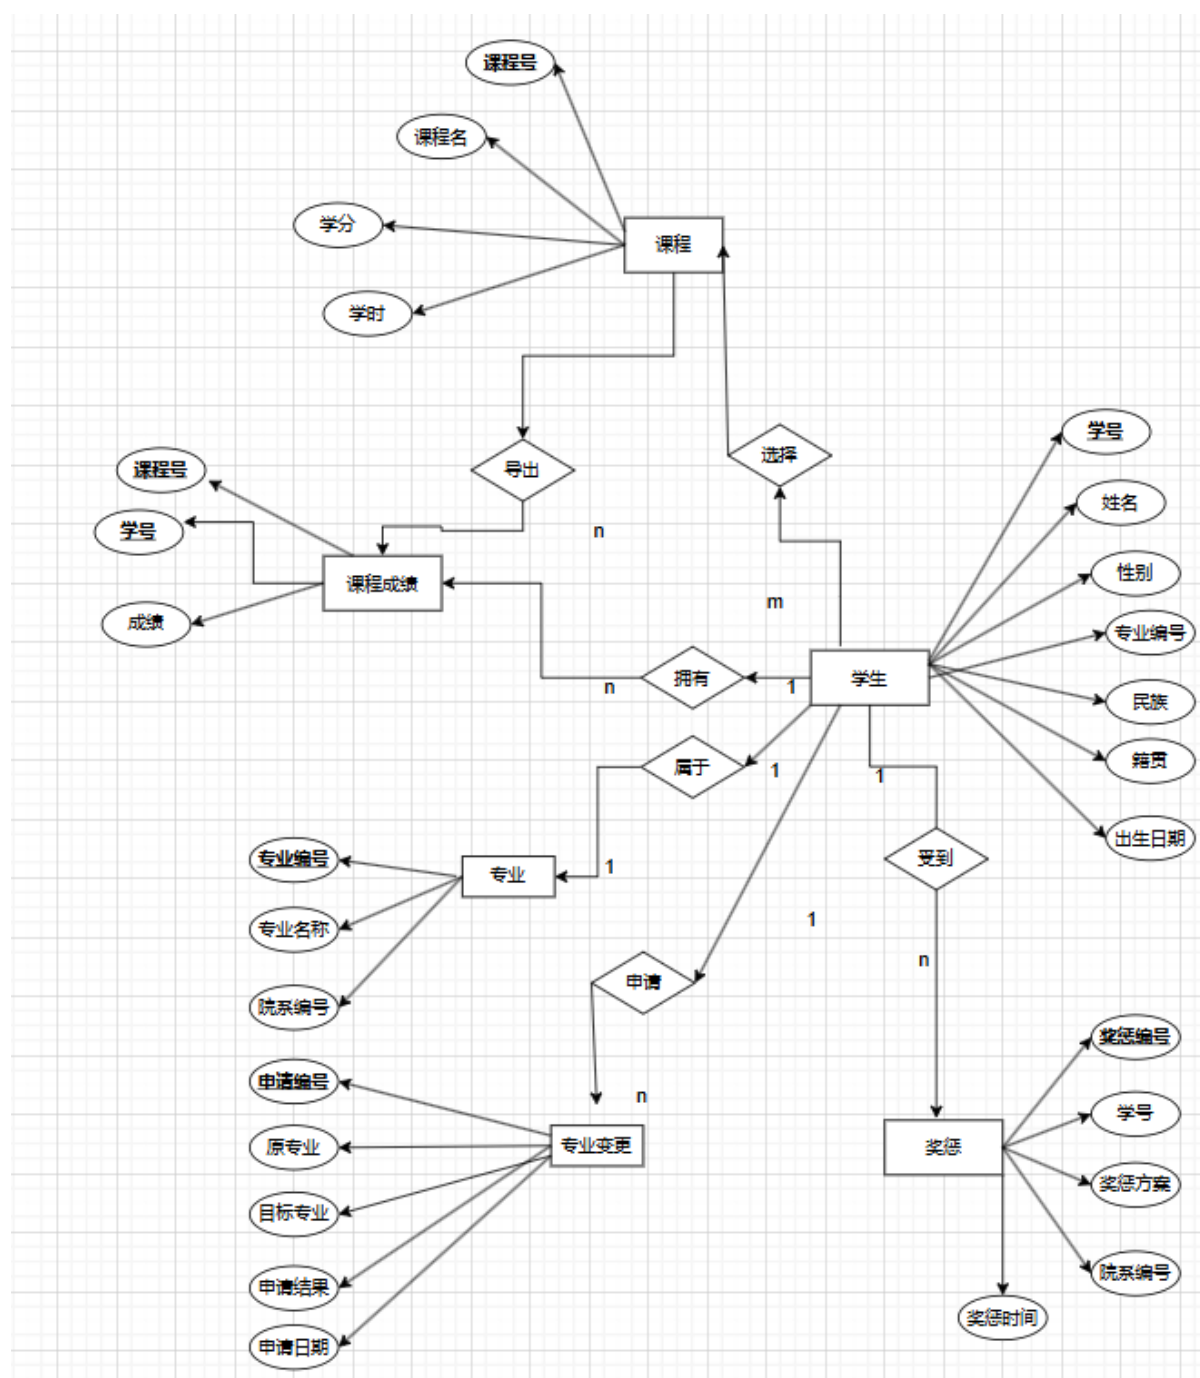 课程号
课程名
学分
课程
学时
学号
选择
课程号
导出
姓名
学号
n
性别
课程成绩
m
成绩
专业编号
拥有
1
学生
n
民族
属于
1
1
籍贯
出生日期
受到
专业编号
专业
1
专业名称
1
n
申请
院系编号
奖惩编号
申请编号
n
学号
原专业
专业变更
奖惩
奖惩方案
目标专业
院系编号
申请结果
奖惩时间
申请日期